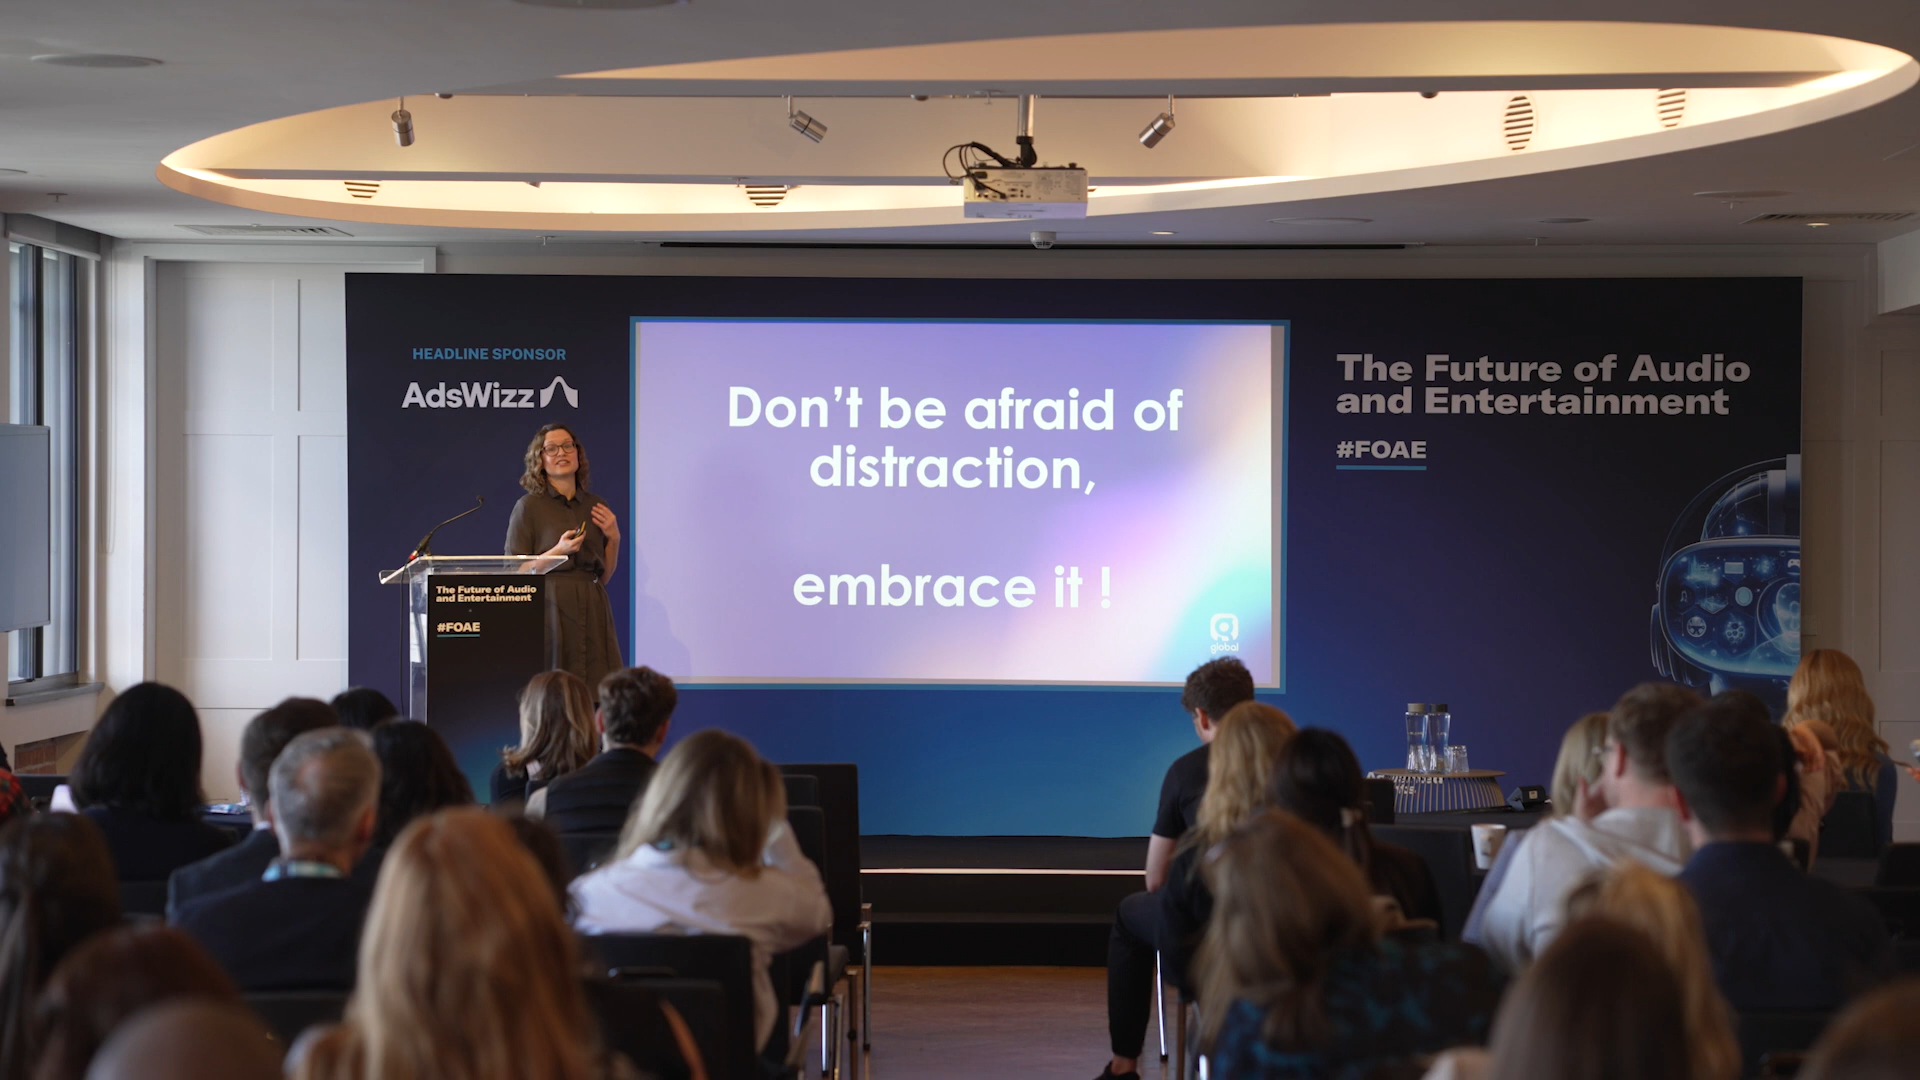 HEADLINE SPONSOR
AdsWizz
Don't be afraid of
distraction,
embrace it !
global
The Future of Audio
and Entertainment
#FOAE
The Future of Audio
and Entertainment
#FOAE